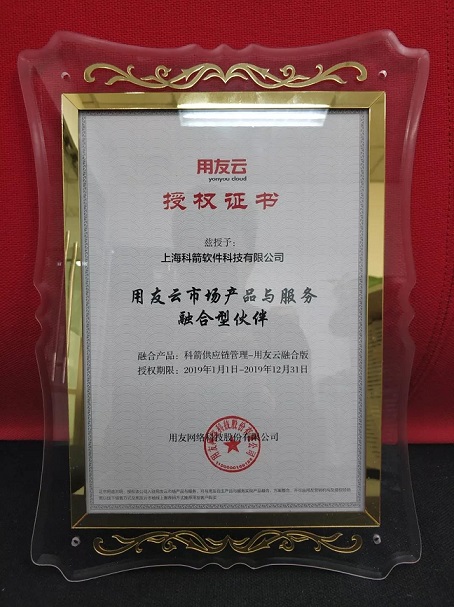 用友云
yonyou cloud
授权证书
兹授予：
上海科箭软件科技有限公司
用友云市场产品与服务
融合型伙伴
融合产品：科箭供应链管理-用友云融合版
授权期限：2019年1月1日-2019年12月31日
用友网络科技股份有限公司